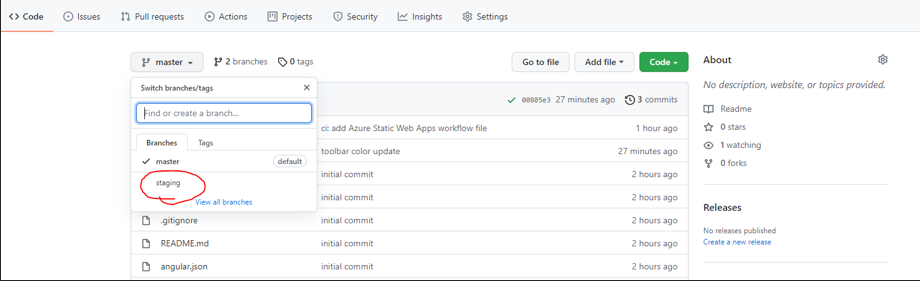 Code Issues Pull requests Actions Projects Security Insights Settings
master 2 branches 0 tags Go to file Add file Code
Switch branches/tags
Find or create a branch...
Branches Tags
master default
staging
View all branches
00805e3 27 minutes ago 3 commits
ci: add Azure Static Web Apps workflow file 1 hour ago
toolbar color update 27 minutes ago
initial commit 2 hours ago
initial commit 2 hours ago
.gitignore initial commit 2 hours ago
README.md initial commit 2 hours ago
angular.json initial commit 2 hours ago
About
No description, website, or topics provided.
Readme
0 stars
1 watching
0 forks
Releases
No releases published
Create a new release